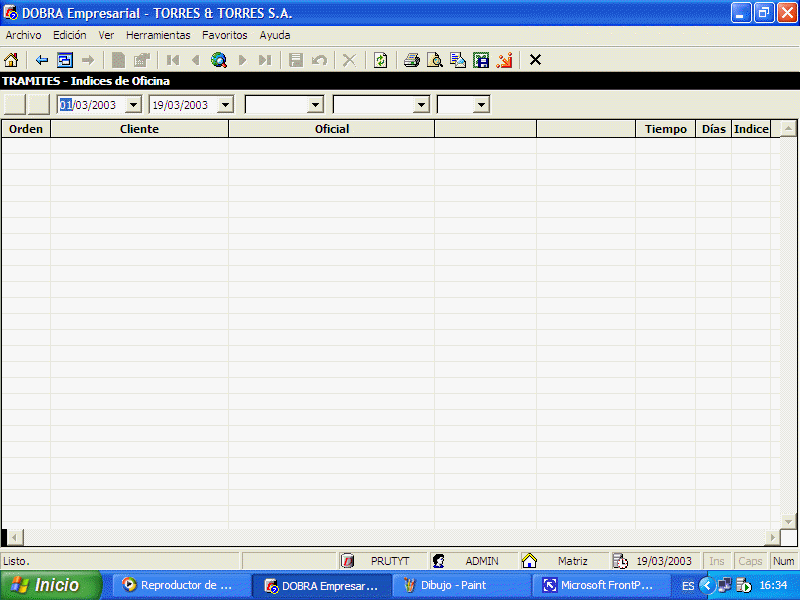 DOBRA Empresarial - TORRES & TORRES S.A.
Archivo Edición Ver Herramientas Favoritos Ayuda
TRAMITES - Indices de Oficina
01/03/2003 19/03/2003
Orden Cliente Oficial Tiempo Días Indice
Listo. PRUTYT ADMIN Matriz 19/03/2003 Ins Caps Num
Inicio Reproductor de ... DOBRA Empresar... Dibujo - Paint Microsoft FrontP... ES 16:34